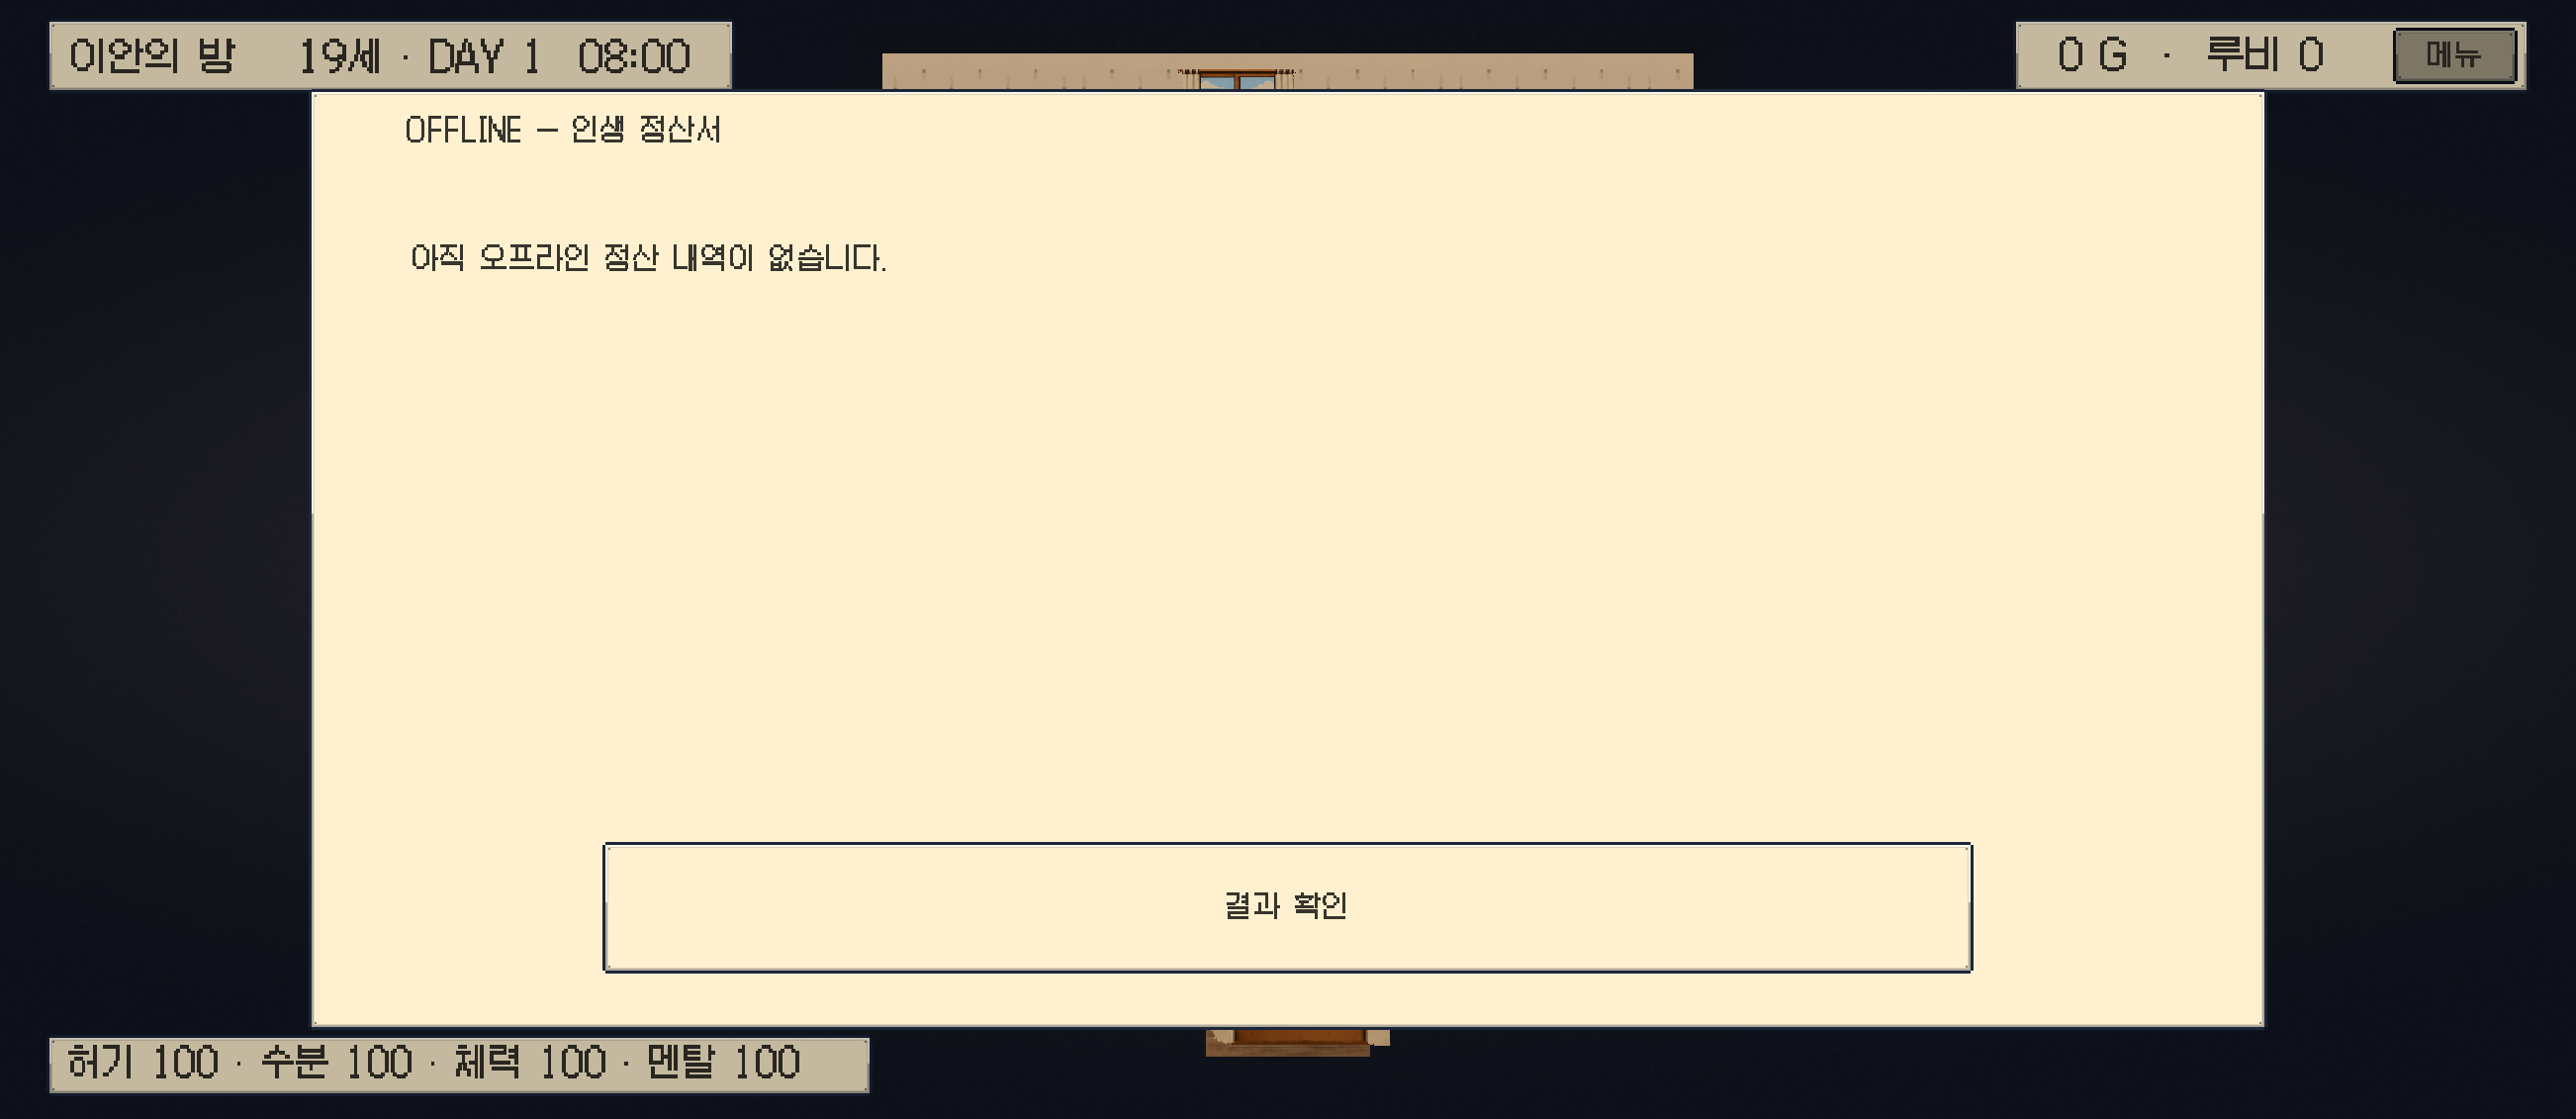 이안의 방 19세 · DAY 1 08:00
0 G · 루비 0
메뉴
OFFLINE — 인생 정산서
아직 오프라인 정산 내역이 없습니다.
결과 확인
허기 100 · 수분 100 · 체력 100 · 멘탈 100